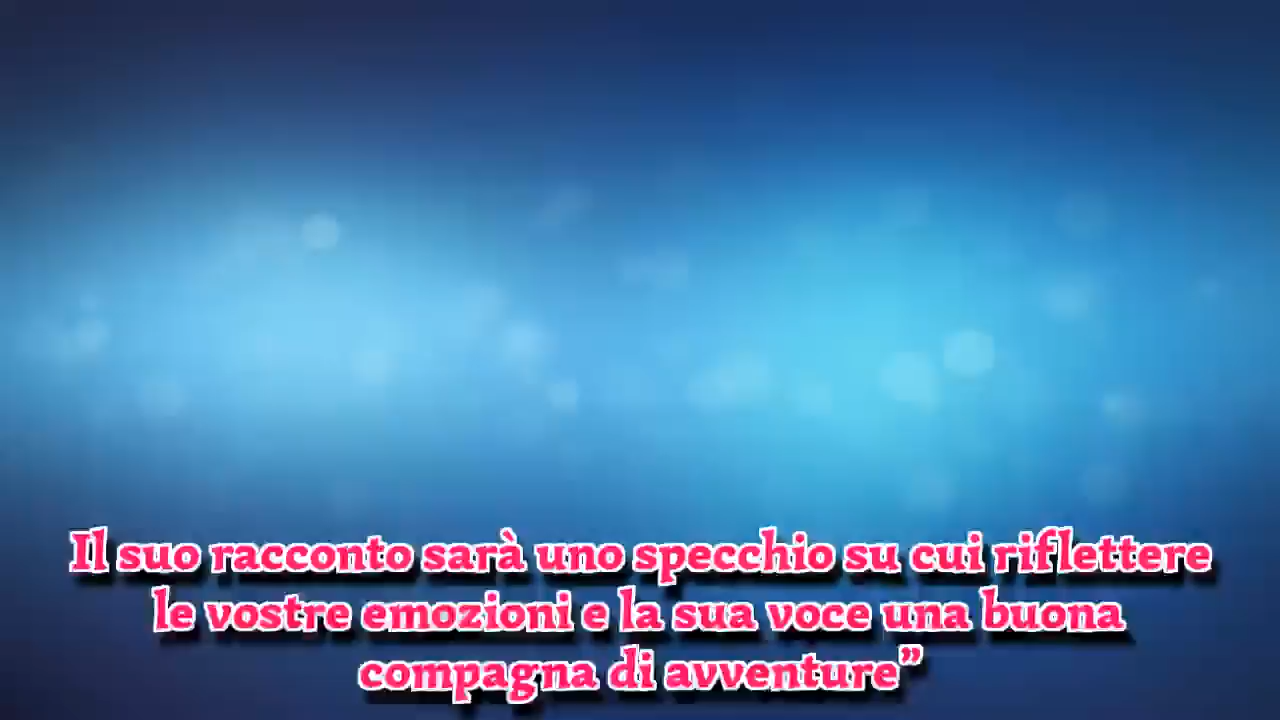 Il suo racconto sarà uno specchio su cui riflettere
le vostre emozioni e la sua voce una buona
compagna di avventure”